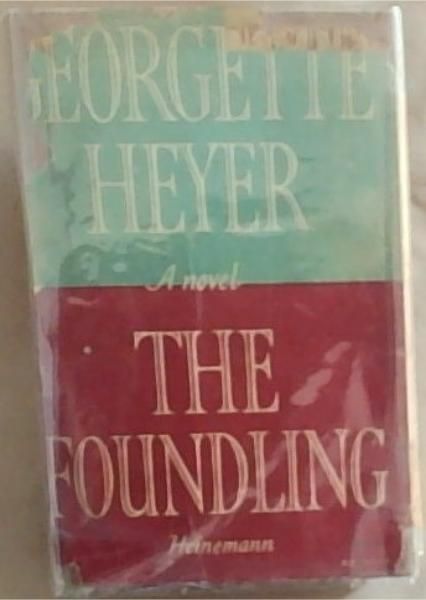 GEORGETTE
HEYER
A novel
THE
FOUNDLING
Heinemann